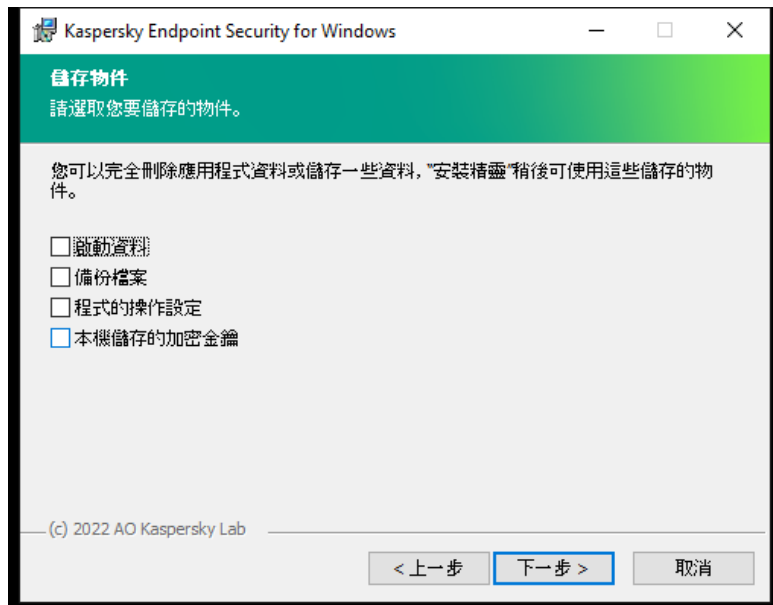 Kaspersky Endpoint Security for Windows
儲存物件
請選取您要儲存的物件。
您可以完全刪除應用程式資料或儲存一些資料，"安裝精靈"稍後可使用這些儲存的物
件。
啟動資料
備份檔案
程式的操作設定
本機儲存的加密金鑰
(c) 2022 AO Kaspersky Lab
< 上一步
下一步 >
取消